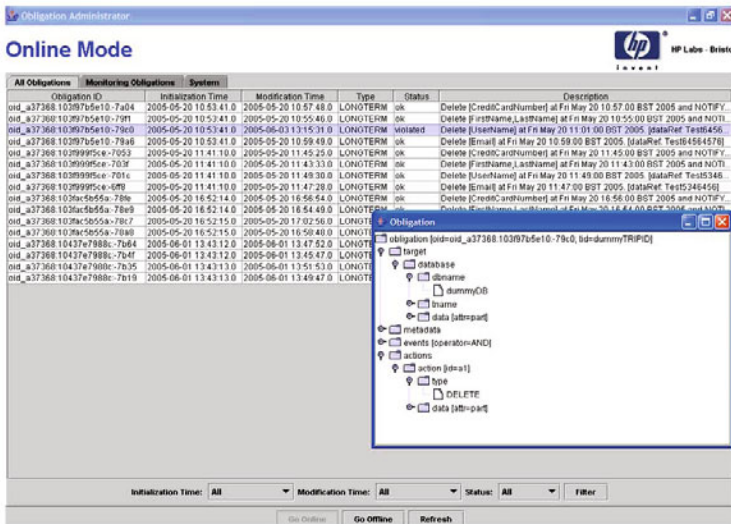 Obligation Administrator
Online Mode
hp
invent
HP Labs - Bristo
All Obligations Monitoring Obligations System
Obligation ID Initialization Time Modification Time Type Status Description
oid_a37368:103f97b5e10:-7a04 2005-05-20 10:53:41.0 2005-05-20 10:57:48.0 LONGTERM ok Delete [CreditCardNumber] at Fri May 20 10:57:00 BST 2005 and NOTIFY...
oid_a37368:103f97b5e10:-79f1 2005-05-20 10:53:41.0 2005-05-20 10:55:46.0 LONGTERM ok Delete [FirstName,LastName] at Fri May 20 10:55:00 BST 2005 and NOTI...
oid_a37368:103f97b5e10:-79c0 2005-05-20 10:53:41.0 2005-06-03 13:15:31.0 LONGTERM violated Delete [UserName] at Fri May 20 11:01:00 BST 2005. [dataRef: Test6456...
oid_a37368:103f97b5e10:-79a6 2005-05-20 10:53:41.0 2005-05-20 10:59:49.0 LONGTERM ok Delete [Email] at Fri May 20 10:59:00 BST 2005. [dataRef: Test64564576]
oid_a37368:103f999f5ce:-7053 2005-05-20 11:41:10.0 2005-05-20 11:45:25.0 LONGTERM ok Delete [CreditCardNumber] at Fri May 20 11:45:00 BST 2005 and NOTIFY...
oid_a37368:103f999f5ce:-703f 2005-05-20 11:41:10.0 2005-05-20 11:43:33.0 LONGTERM ok Delete [FirstName,LastName] at Fri May 20 11:43:00 BST 2005 and NOTI...
oid_a37368:103f999f5ce:-701c 2005-05-20 11:41:10.0 2005-05-20 11:49:30.0 LONGTERM ok Delete [UserName] at Fri May 20 11:49:00 BST 2005. [dataRef: Test5346...
oid_a37368:103f999f5ce:-6ff8 2005-05-20 11:41:10.0 2005-05-20 11:47:28.0 LONGTERM ok Delete [Email] at Fri May 20 11:47:00 BST 2005. [dataRef: Test5346456]
oid_a37368:103fac5b55a:-78fe 2005-05-20 16:52:14.0 2005-05-20 16:56:54.0 LONGTERM ok Delete [CreditCardNumber] at Fri May 20 16:56:00 BST 2005 and NOTIFY...
oid_a37368:103fac5b55a:-78e9 2005-05-20 16:52:14.0 2005-05-20 16:54:49.0 LONGTERM
oid_a37368:103fac5b55a:-78c7 2005-05-20 16:52:15.0 2005-05-20 17:02:56.0 LONGTE
oid_a37368:103fac5b55a:-78a8 2005-05-20 16:52:15.0 2005-05-20 16:58:48.0 LONGTE
oid_a37368:10437e7988c:-7b64 2005-06-01 13:43:12.0 2005-06-01 13:47:52.0 LONGTE
oid_a37368:10437e7988c:-7b4f 2005-06-01 13:43:12.0 2005-06-01 13:45:47.0 LONGTE
oid_a37368:10437e7988c:-7b35 2005-06-01 13:43:13.0 2005-06-01 13:51:53.0 LONGTE
oid_a37368:10437e7988c:-7b19 2005-06-01 13:43:13.0 2005-06-01 13:49:47.0 LONGTE
Obligation
obligation [oid=oid_a37368:103f97b5e10:-79c0, tid=dummyTRIPID]
target
database
dbname
dummyDB
tname
data [attr=part]
metadata
events [operator=AND]
actions
action [id=a1]
type
DELETE
data [attr=part]
Initialization Time: All Modification Time: All Status: All Filter
Go Online Go Offline Refresh